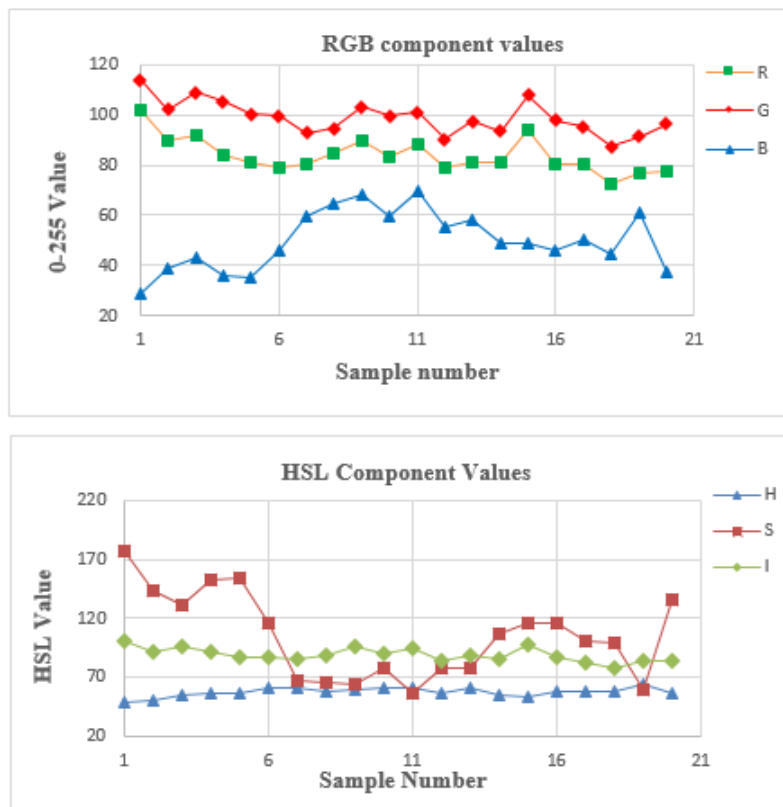 RGB component values
120
100
80
60
40
20
0-255 Value
1
6
11
16
21
Sample number
R
G
B
HSL Component Values
220
170
120
70
20
HSL Value
1
6
11
16
21
Sample Number
H
S
I